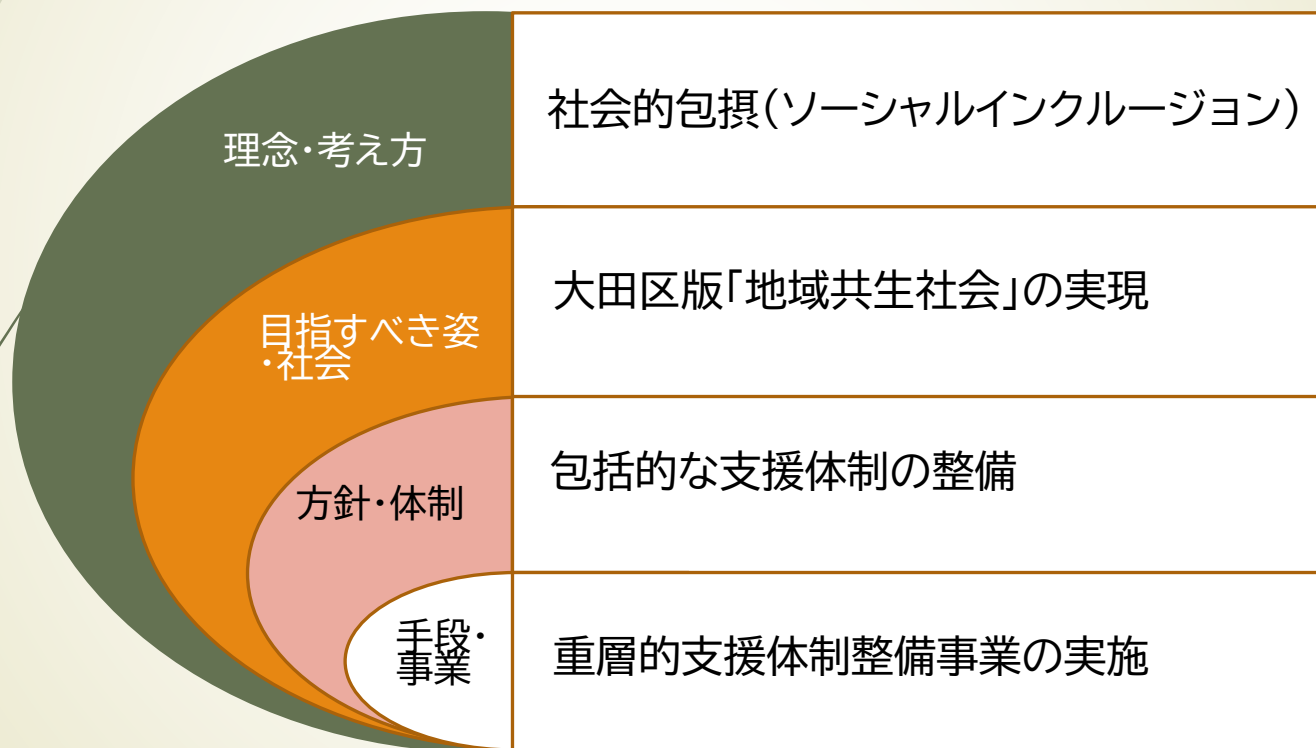 理念・考え方
社会的包摂(ソーシャルインクルージョン)
目指すべき姿
・社会
大田区版「地域共生社会」の実現
方針・体制
包括的な支援体制の整備
手段・
事業
重層的支援体制整備事業の実施